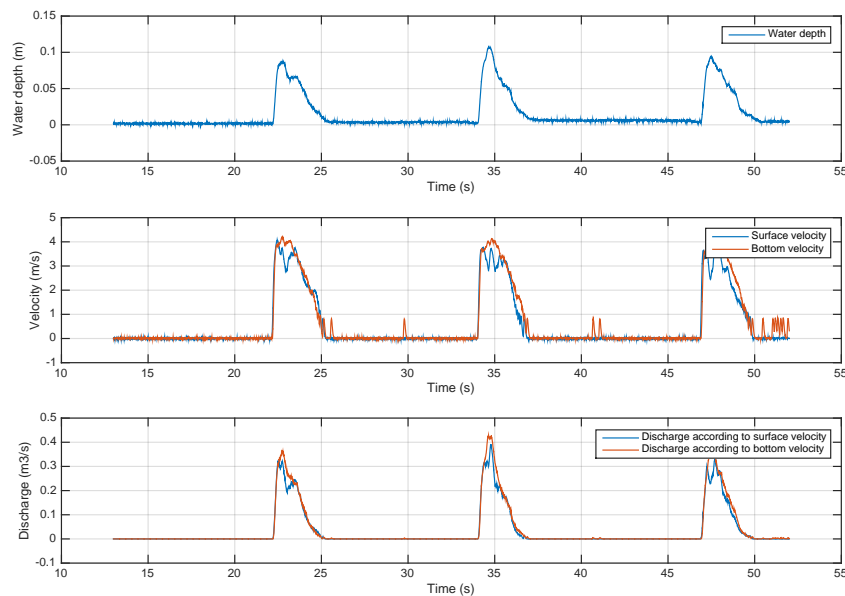 0.15
0.1
0.05
0
-0.05
Water depth (m)
Water depth
10 15 20 25 30 35 40 45 50 55
Time (s)
5
4
3
2
1
0
-1
Velocity (m/s)
Surface velocity
Bottom velocity
10 15 20 25 30 35 40 45 50 55
Time (s)
0.5
0.4
0.3
0.2
0.1
0
-0.1
Discharge (m3/s)
Discharge according to surface velocity
Discharge according to bottom velocity
10 15 20 25 30 35 40 45 50 55
Time (s)